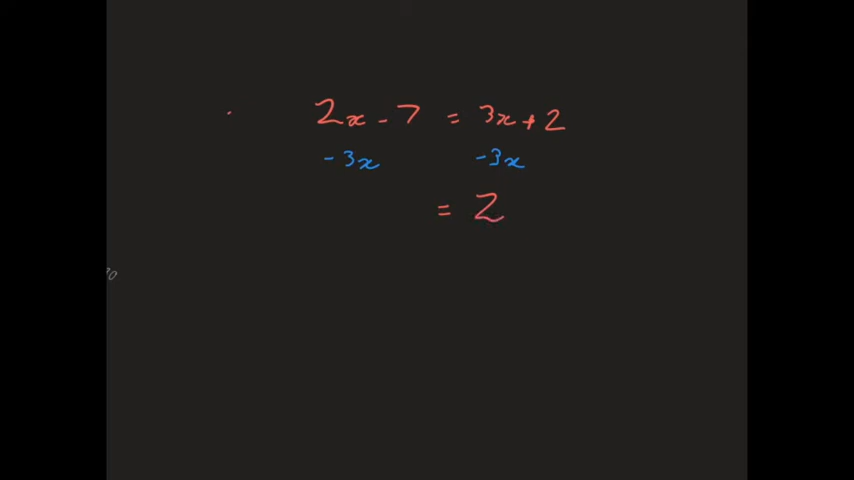 2x - 7 = 3x + 2
-3x -3x
= 2